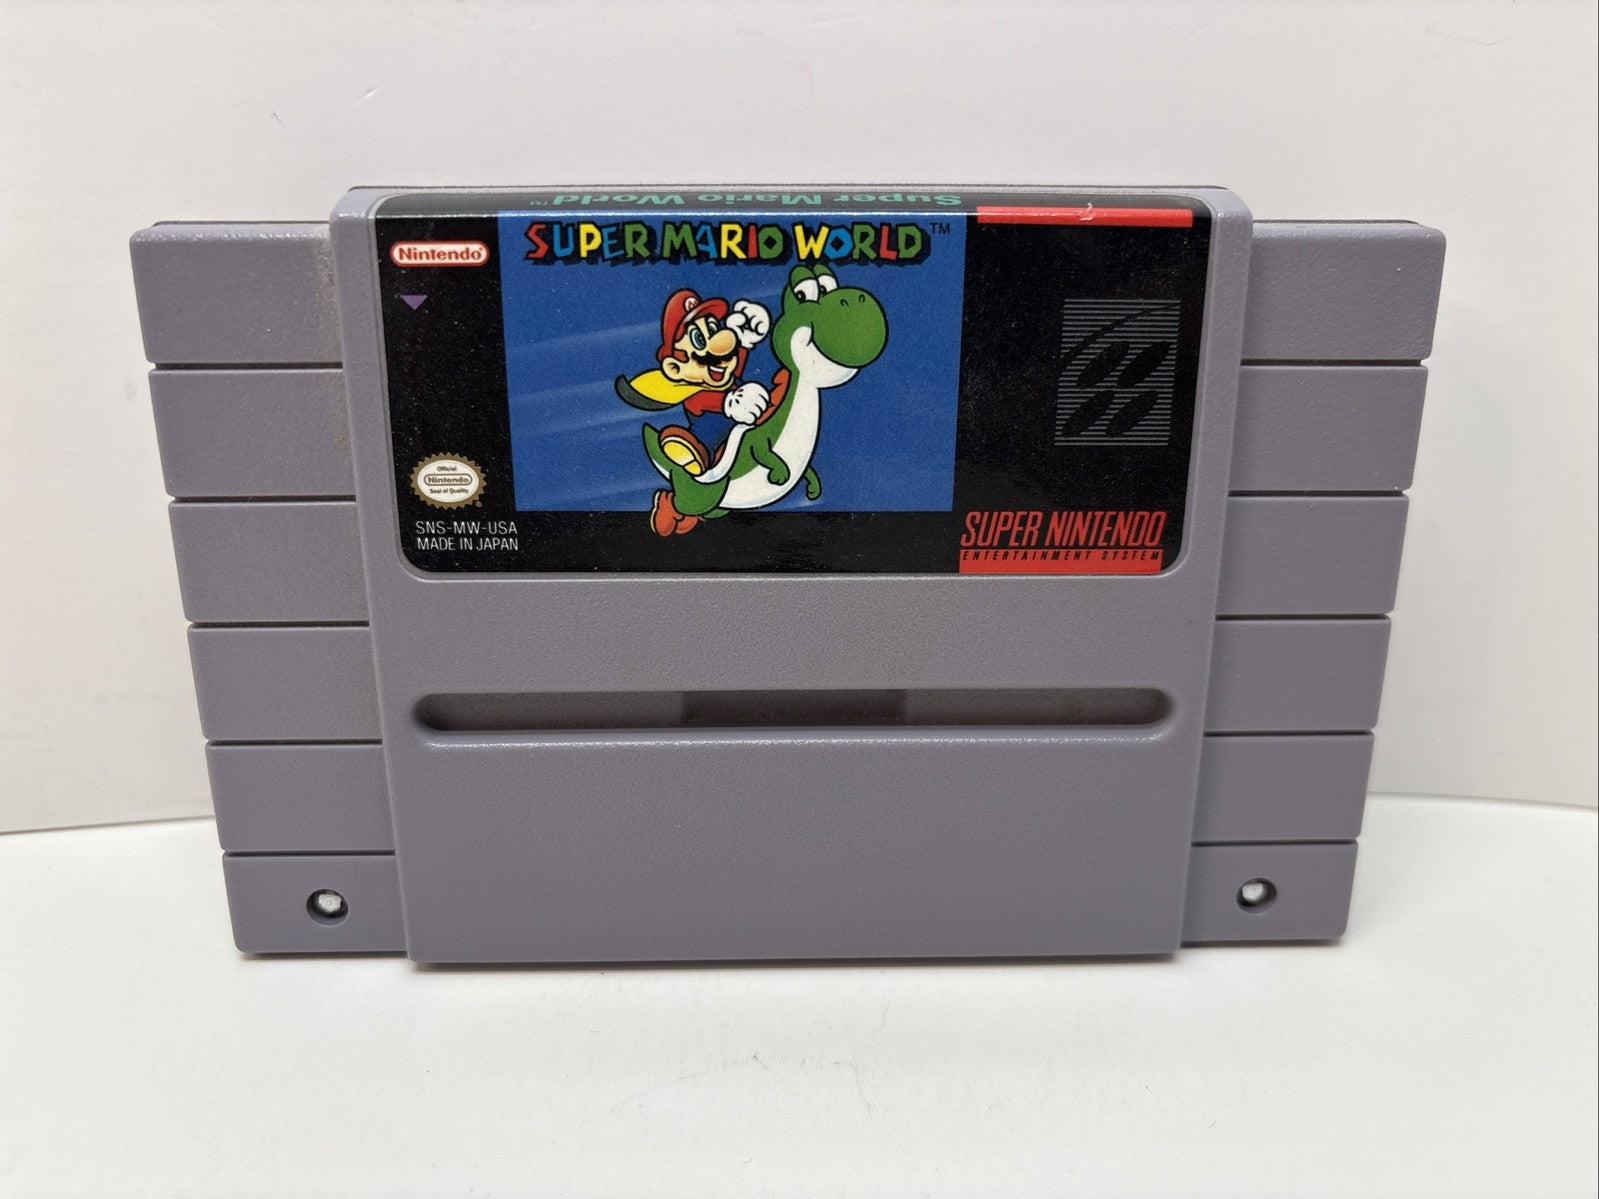 Super Mario World™
Nintendo®
SUPER MARIO WORLD™
Official
Nintendo
Seal of Quality
SNS-MW-USA
MADE IN JAPAN
SUPER NINTENDO
ENTERTAINMENT SYSTEM